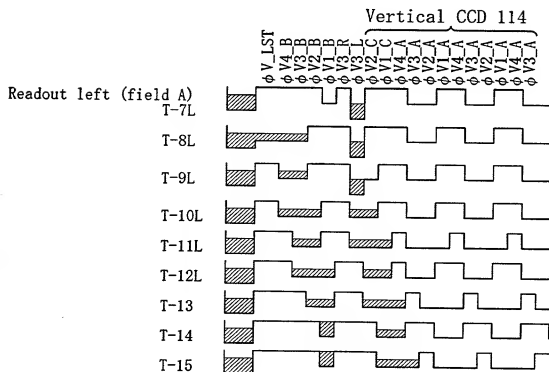 Vertical CCD 114
φV_LST
φV4_B
φV3_B
φV2_B
φV1_B
φV3_R
φV3_L
φV2_C
φV1_C
φV4_A
φV3_A
φV2_A
φV1_A
φV4_A
φV3_A
φV2_A
φV1_A
φV4_A
φV3_A
Readout left (field A)
T-7L
T-8L
T-9L
T-10L
T-11L
T-12L
T-13
T-14
T-15